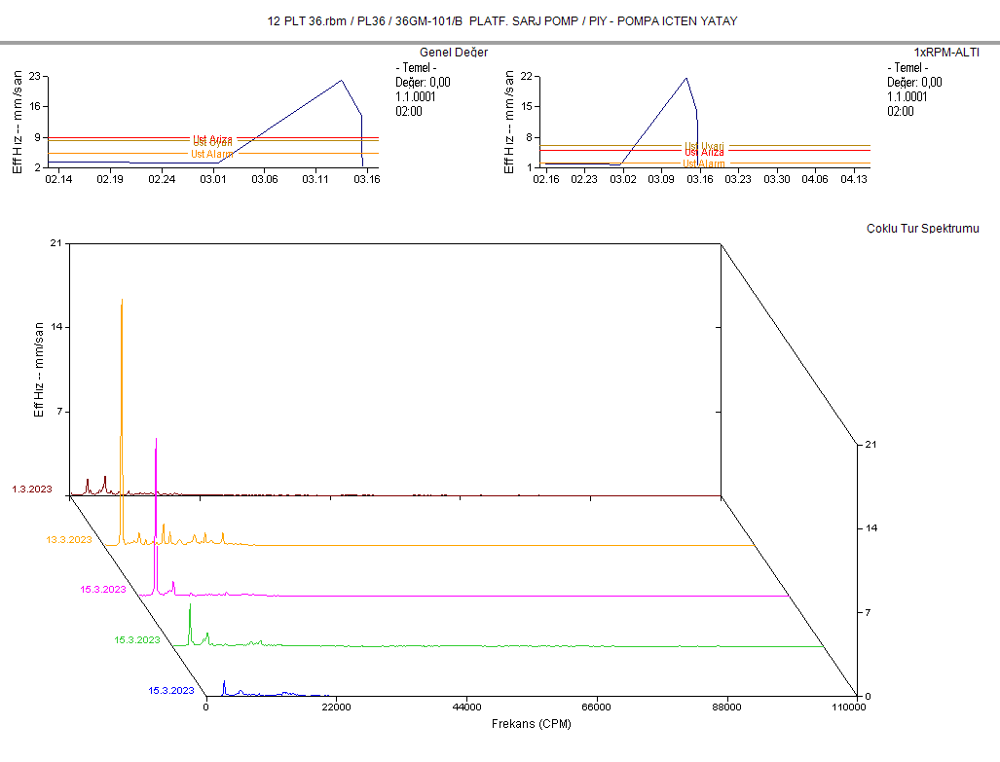 12 PLT 36.rbm / PL36 / 36GM-101/B  PLATF. SARJ POMP / PIY - POMPA ICTEN YATAY
Genel Değer
1xRPM-ALTI
- Temel -
Değer: 0,00
1.1.0001
02:00
- Temel -
Değer: 0,00
1.1.0001
02:00
Eff Hız -- mm/san
23
16
9
2
Ust Arıza
Ust Uyarı
Ust Alarm
02.14 02.19 02.24 03.01 03.06 03.11 03.16
Eff Hız -- mm/san
22
15
8
1
Ust Uyarı
Ust Arıza
Ust Alarm
02.16 02.23 03.02 03.09 03.16 03.23 03.30 04.06 04.13
Coklu Tur Spektrumu
Eff Hız -- mm/san
21
14
7
1.3.2023
13.3.2023
15.3.2023
15.3.2023
15.3.2023
21
14
7
0
0 22000 44000 66000 88000 110000
Frekans (CPM)